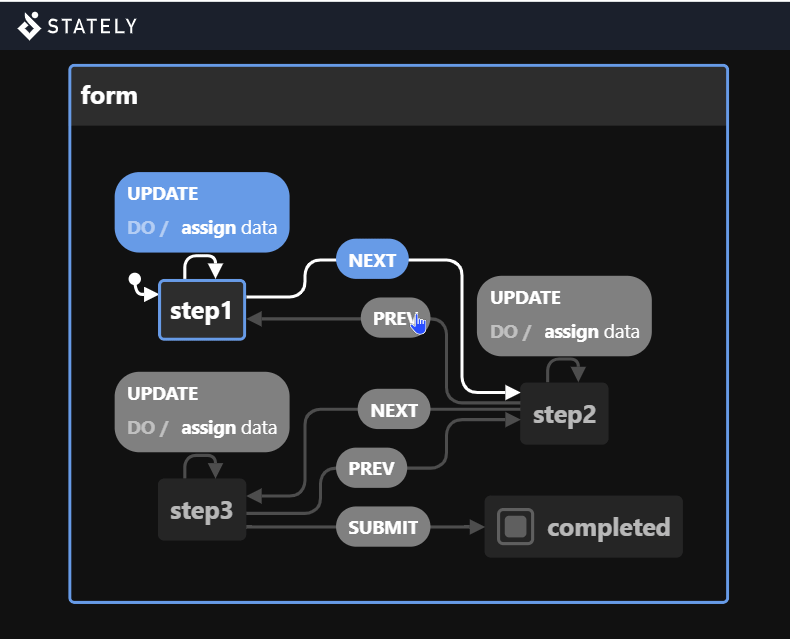 STATELY
form
UPDATE
DO / assign data
NEXT
step1
PREV
UPDATE
DO / assign data
UPDATE
DO / assign data
NEXT
step2
PREV
step3
SUBMIT
completed